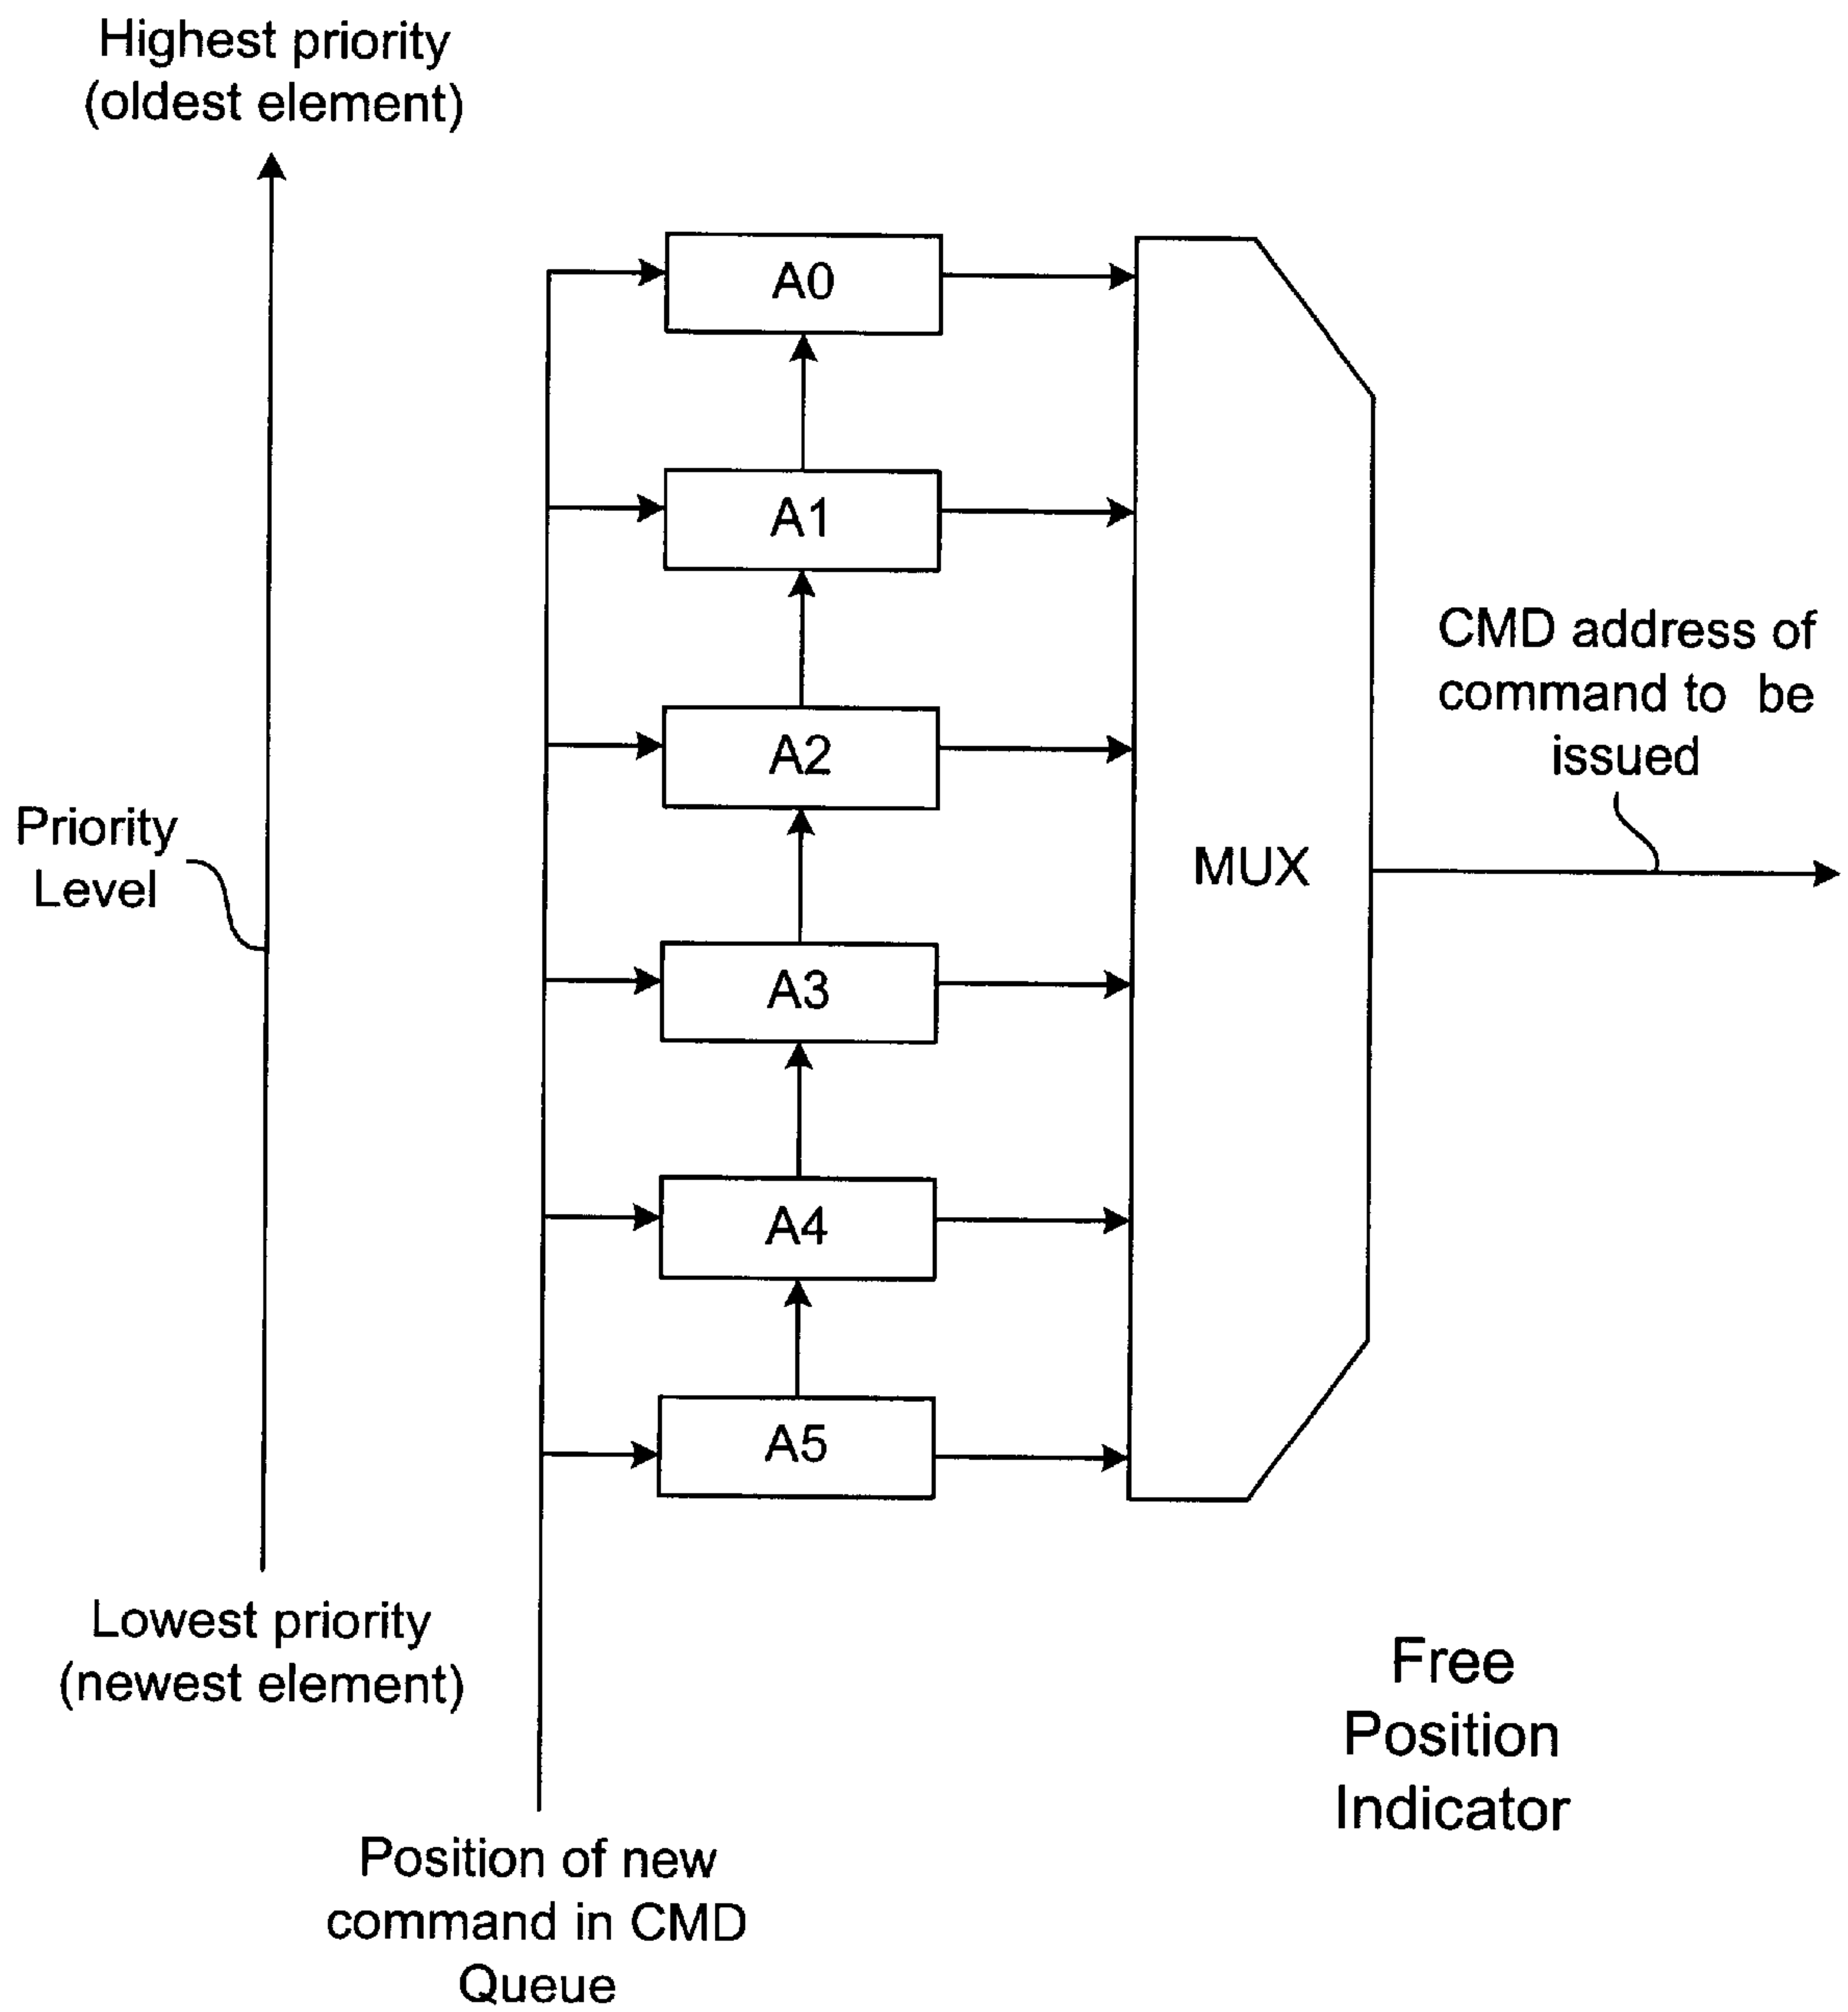 Highest priority
(oldest element)
A0
A1
CMD address of
command to be
issued
A2
Priority
Level
MUX
A3
A4
A5
Lowest priority
(newest element)
Free
Position
Indicator
Position of new
command in CMD
Queue